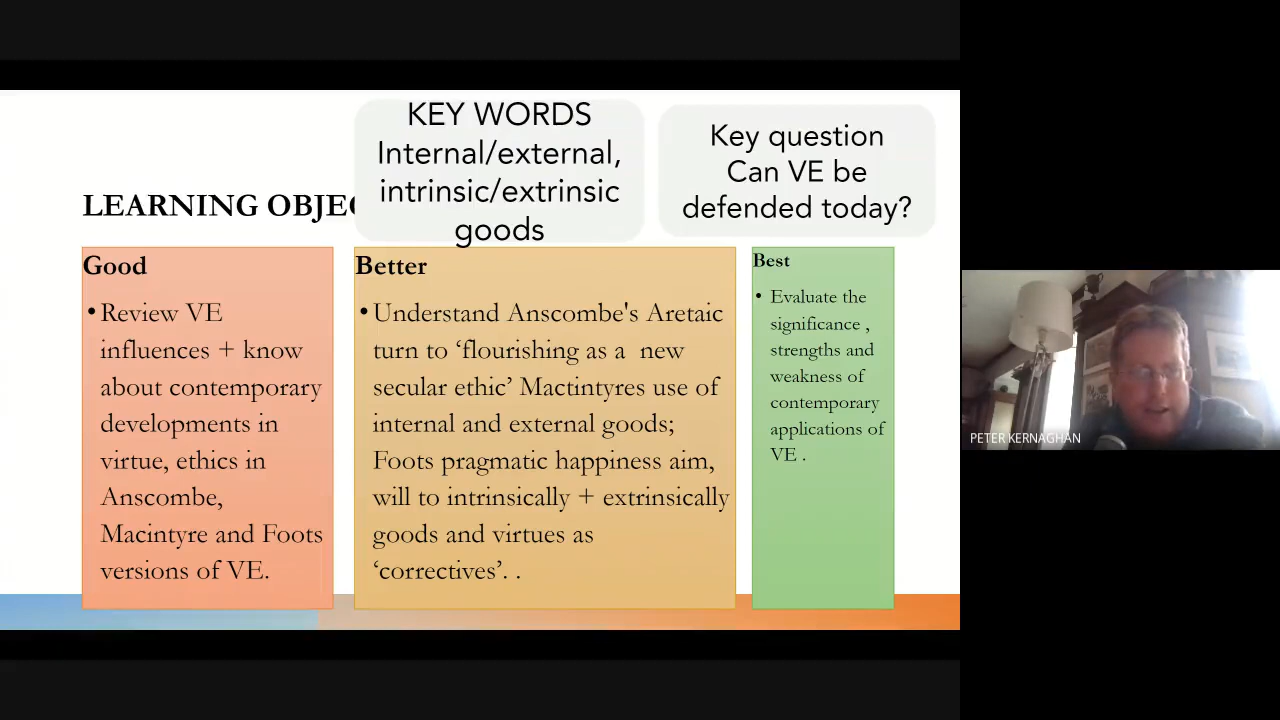 KEY WORDS
Internal/external,
intrinsic/extrinsic
goods
Key question
Can VE be
defended today?
LEARNING OBJEC
Good
• Review VE
influences + know
about contemporary
developments in
virtue, ethics in
Anscombe,
Macintyre and Foots
versions of VE.
Better
• Understand Anscombe's Aretaic
turn to ‘flourishing as a  new
secular ethic’ Mactintyres use of
internal and external goods;
Foots pragmatic happiness aim,
will to intrinsically + extrinsically
goods and virtues as
‘correctives’. .
Best
• Evaluate the
significance ,
strengths and
weakness of
contemporary
applications of
VE .
PETER KERNAGHAN